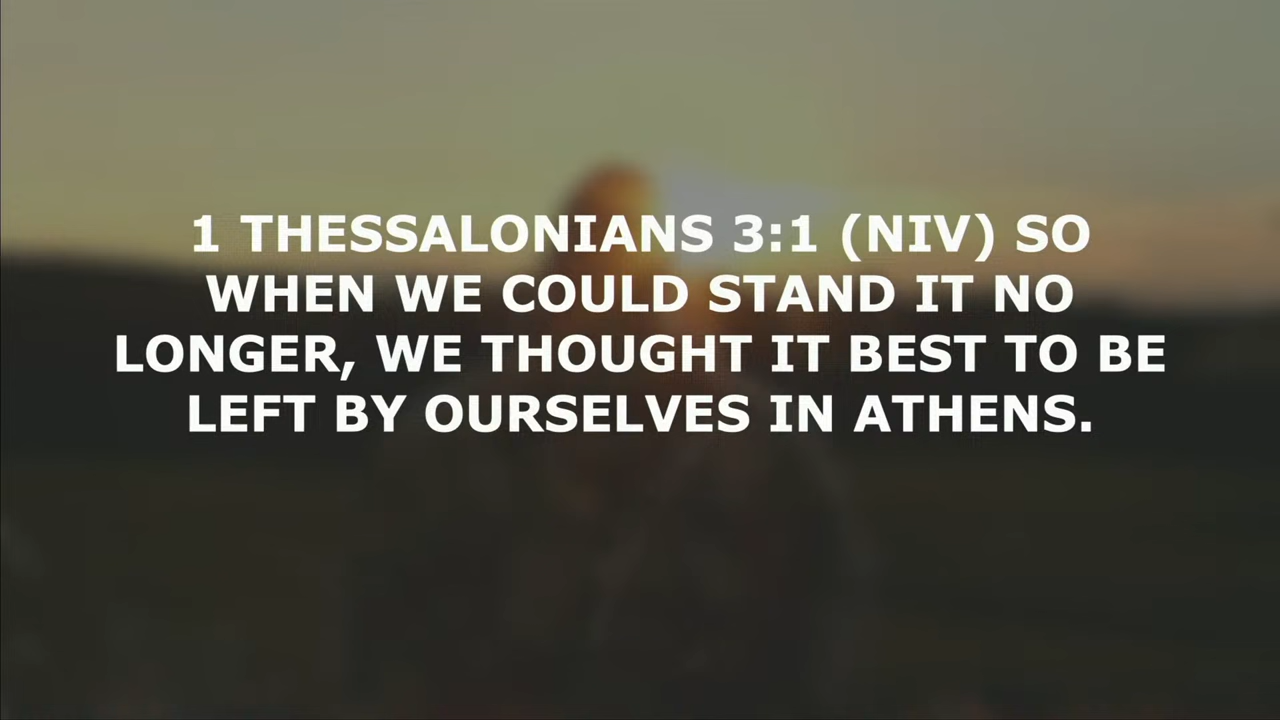 1 THESSALONIANS 3:1 (NIV) SO
WHEN WE COULD STAND IT NO
LONGER, WE THOUGHT IT BEST TO BE
LEFT BY OURSELVES IN ATHENS.